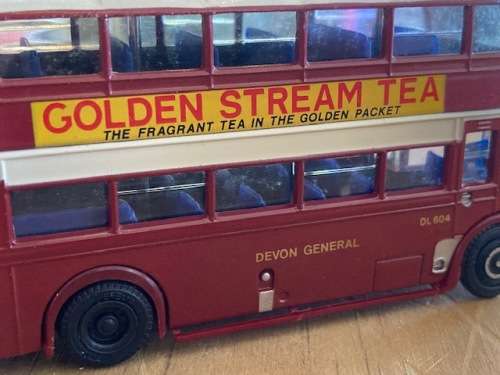 GOLDEN STREAM TEA
THE FRAGRANT TEA IN THE GOLDEN PACKET
DL 604
DEVON GENERAL